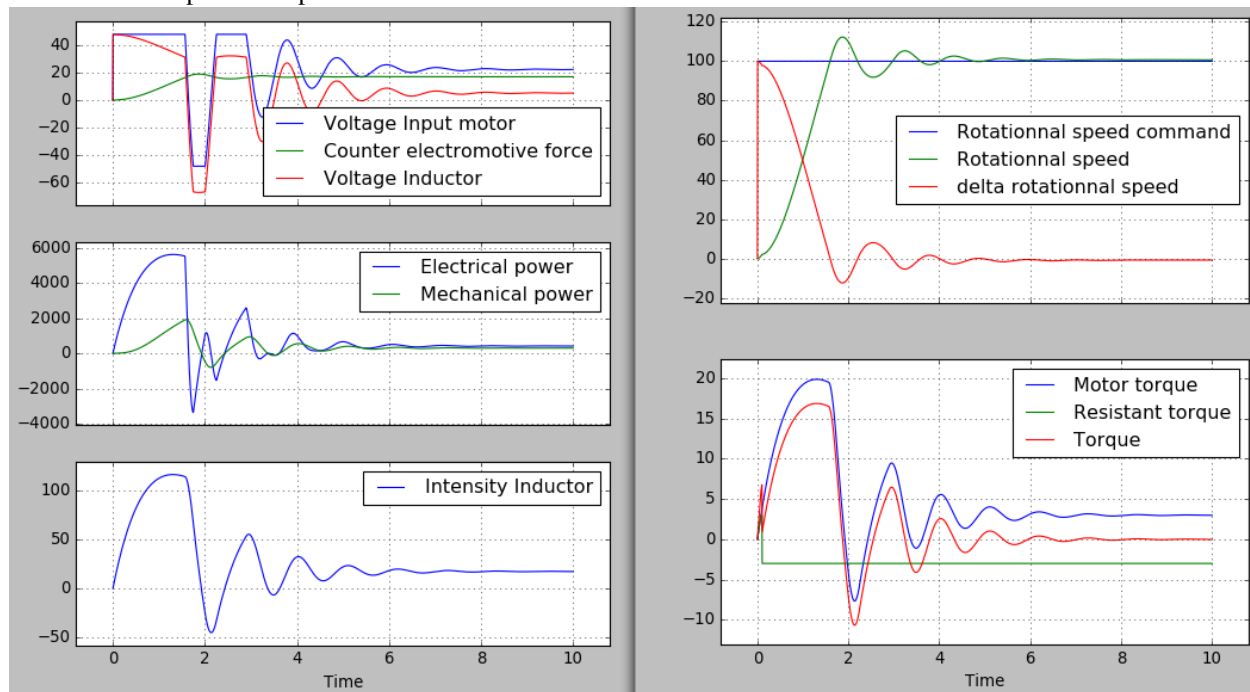 40
20
0
−20
−40
−60
Voltage Input motor
Counter electromotive force
Voltage Inductor
6000
4000
2000
0
−2000
−4000
Electrical power
Mechanical power
100
50
0
−50
Intensity Inductor
0 2 4 6 8 10
Time
120
100
80
60
40
20
0
−20
Rotationnal speed command
Rotationnal speed
delta rotationnal speed
20
15
10
5
0
−5
−10
Motor torque
Resistant torque
Torque
0 2 4 6 8 10
Time